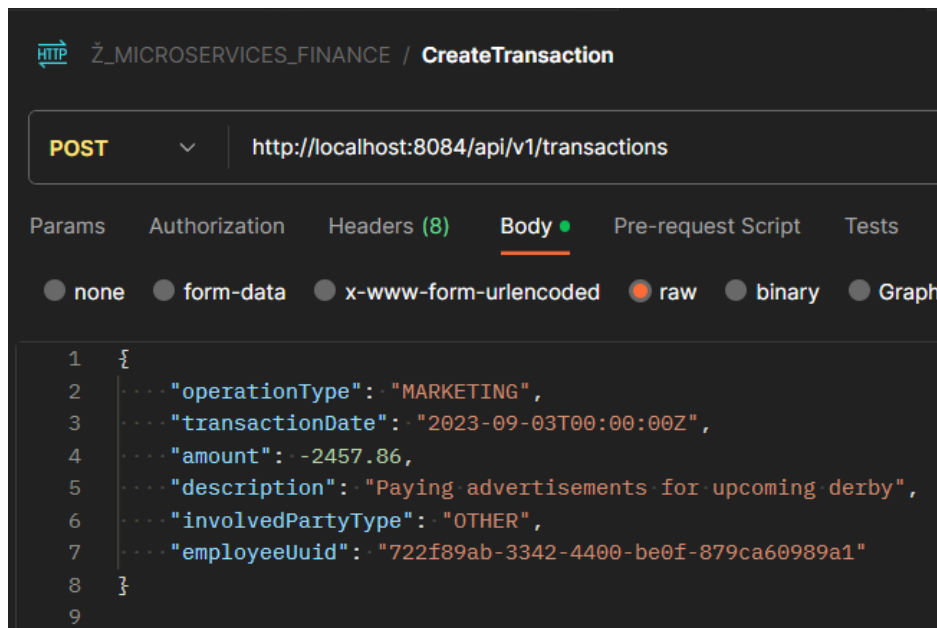 HTTP Ž_MICROSERVICES_FINANCE / CreateTransaction
POST http://localhost:8084/api/v1/transactions
Params Authorization Headers (8) Body Pre-request Script Tests
none form-data x-www-form-urlencoded raw binary Graph
1 {
2 "operationType": "MARKETING",
3 "transactionDate": "2023-09-03T00:00:00Z",
4 "amount": -2457.86,
5 "description": "Paying advertisements for upcoming derby",
6 "involvedPartyType": "OTHER",
7 "employeeUuid": "722f89ab-3342-4400-be0f-879ca60989a1"
8 }
9